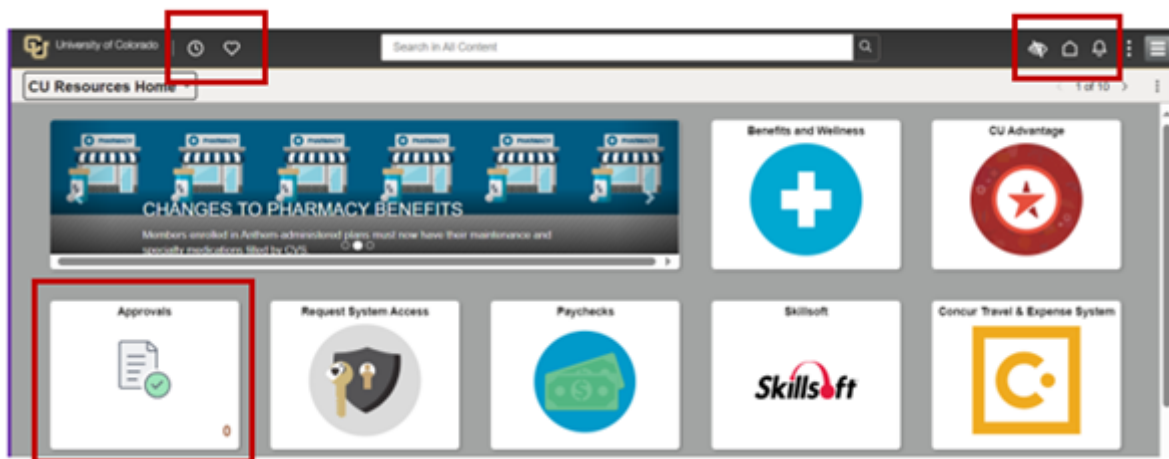 CU University of Colorado
Search in All Content
CU Resources Home
1 of 10
CHANGES TO PHARMACY BENEFITS
Members enrolled in Anthem-administered plans must now have their maintenance and
specialty medications filled by CVS.
Benefits and Wellness
CU Advantage
Approvals
0
Request System Access
Paychecks
Skillsoft
Skillsoft
Concur Travel & Expense System
C.